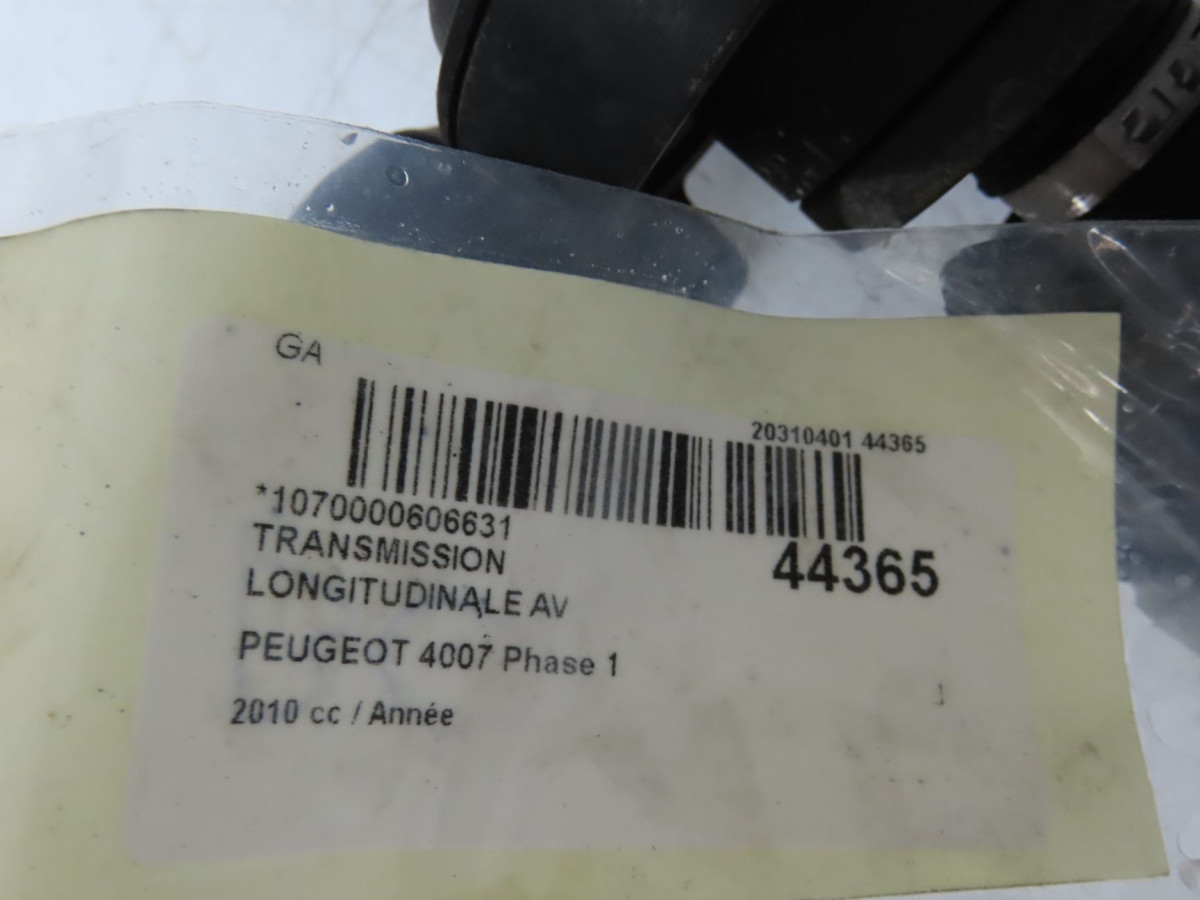 GA
20310401 44365
*1070000606631
44365
TRANSMISSION
LONGITUDINALE AV
PEUGEOT 4007 Phase 1
2010 cc / Année